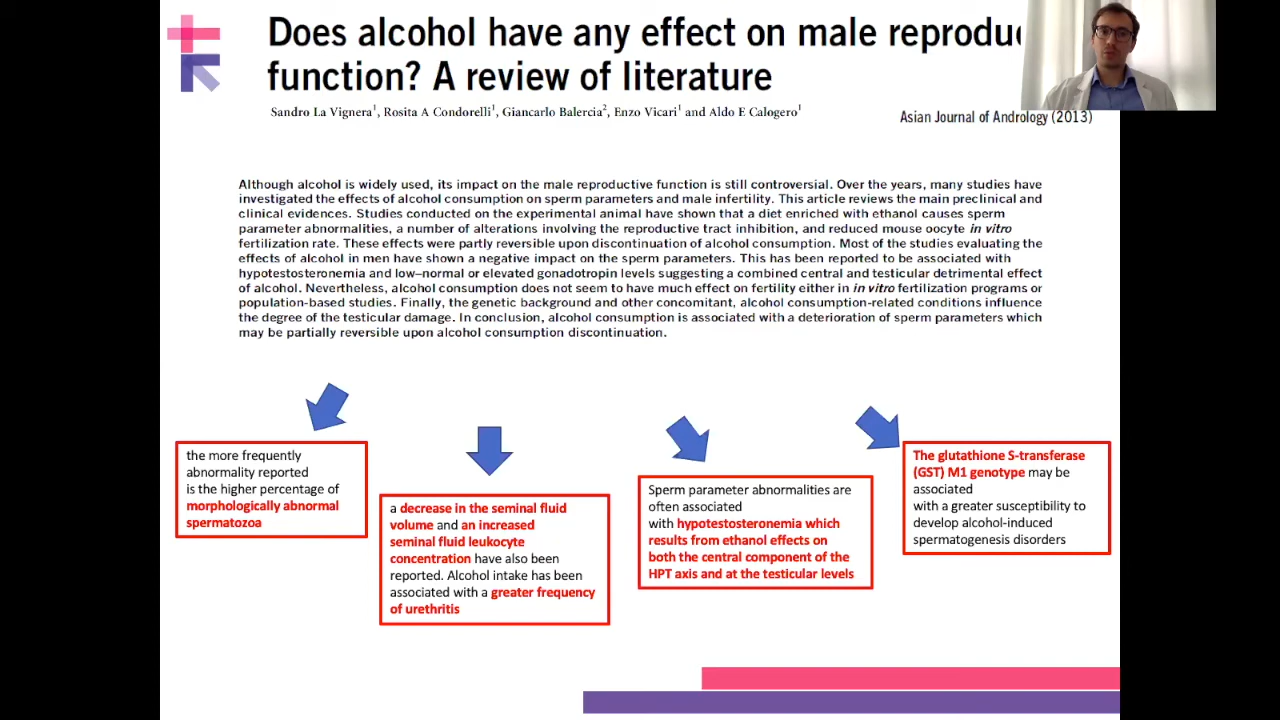 Does alcohol have any effect on male reprodu
function? A review of literature
Sandro La Vignera1, Rosita A Condorelli1, Giancarlo Balercia2, Enzo Vicari1 and Aldo E Calogero1
Asian Journal of Andrology (2013)
Although alcohol is widely used, its impact on the male reproductive function is still controversial. Over the years, many studies have
investigated the effects of alcohol consumption on sperm parameters and male infertility. This article reviews the main preclinical and
clinical evidences. Studies conducted on the experimental animal have shown that a diet enriched with ethanol causes sperm
parameter abnormalities, a number of alterations involving the reproductive tract inhibition, and reduced mouse oocyte in vitro
fertilization rate. These effects were partly reversible upon discontinuation of alcohol consumption. Most of the studies evaluating the
effects of alcohol in men have shown a negative impact on the sperm parameters. This has been reported to be associated with
hypotestosteronemia and low–normal or elevated gonadotropin levels suggesting a combined central and testicular detrimental effect
of alcohol. Nevertheless, alcohol consumption does not seem to have much effect on fertility either in in vitro fertilization programs or
population-based studies. Finally, the genetic background and other concomitant, alcohol consumption-related conditions influence
the degree of the testicular damage. In conclusion, alcohol consumption is associated with a deterioration of sperm parameters which
may be partially reversible upon alcohol consumption discontinuation.
the more frequently
abnormality reported
is the higher percentage of
morphologically abnormal
spermatozoa
a decrease in the seminal fluid
volume and an increased
seminal fluid leukocyte
concentration have also been
reported. Alcohol intake has been
associated with a greater frequency
of urethritis
Sperm parameter abnormalities are
often associated
with hypotestosteronemia which
results from ethanol effects on
both the central component of the
HPT axis and at the testicular levels
The glutathione S-transferase
(GST) M1 genotype may be
associated
with a greater susceptibility to
develop alcohol-induced
spermatogenesis disorders